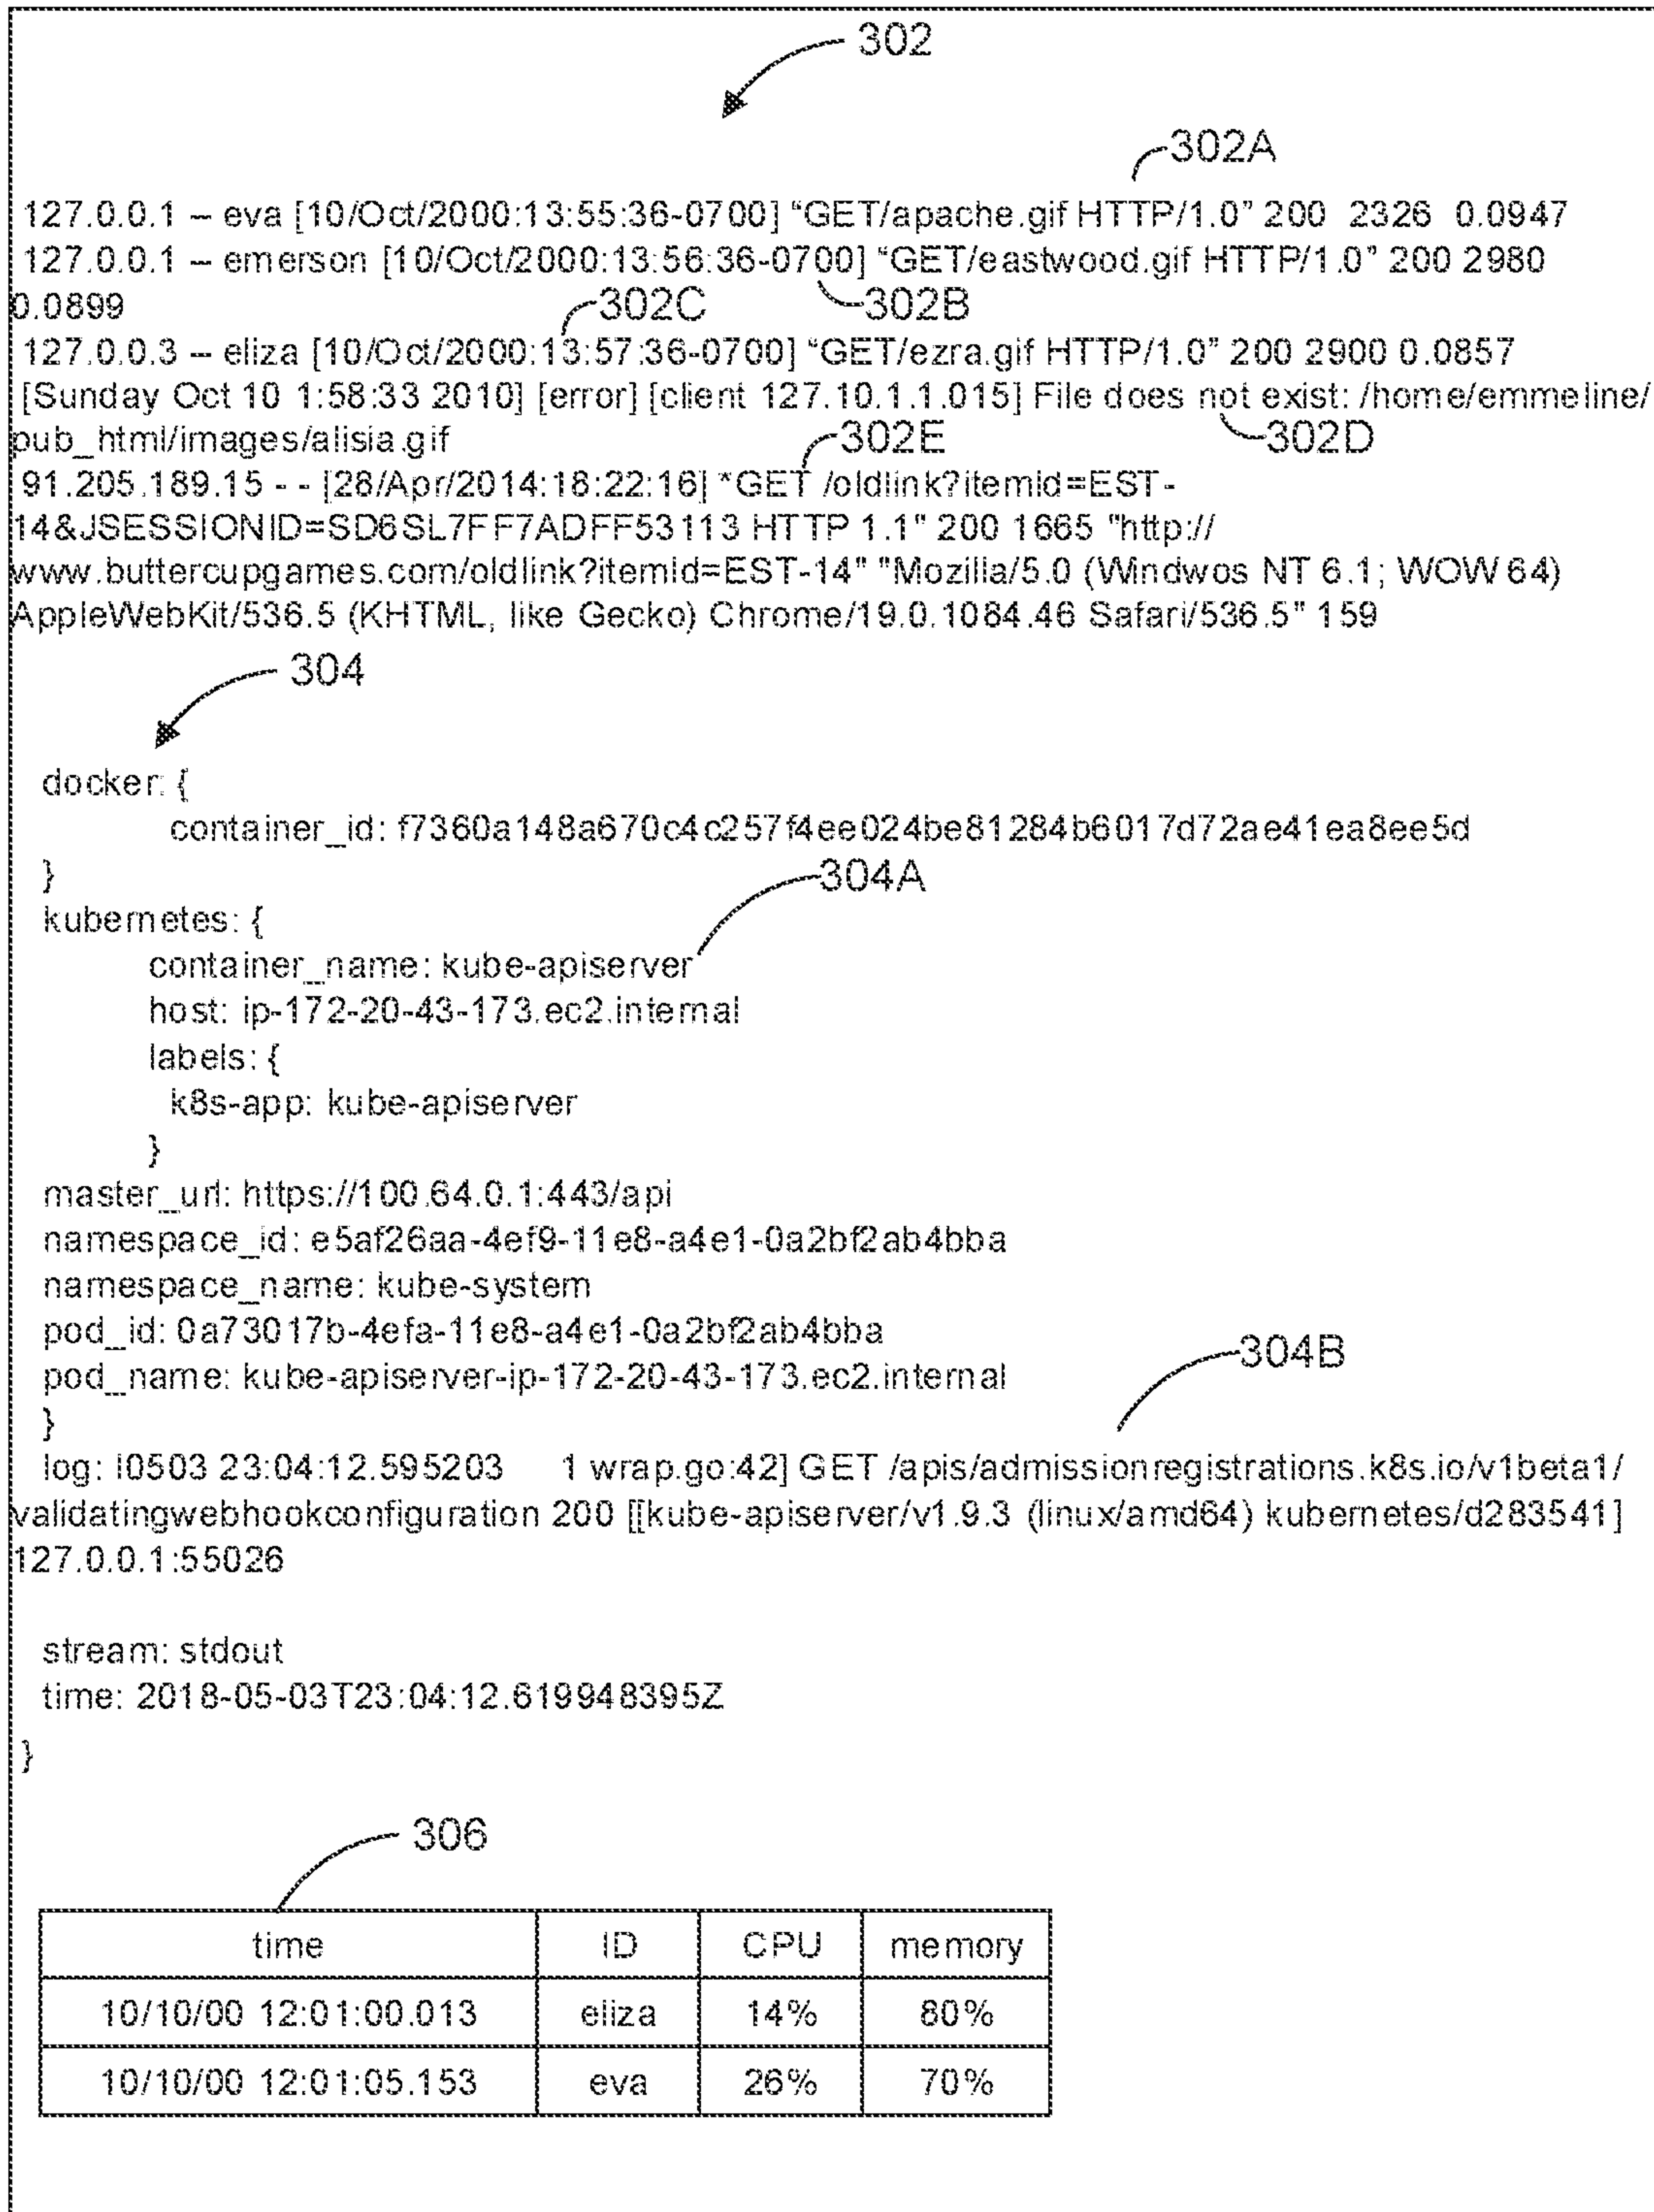 302
302A
127.0.0.1 – eva [10/Oct/2000:13:55:36-0700] “GET/apache.gif HTTP/1.0” 200 2326 0.0947
127.0.0.1 – emerson [10/Oct/2000:13:56:36-0700] “GET/eastwood.gif HTTP/1.0” 200 2980
0.0899
302C
302B
127.0.0.3 – eliza [10/Oct/2000:13:57:36-0700] “GET/ezra.gif HTTP/1.0” 200 2900 0.0857
[Sunday Oct 10 1:58:33 2010] [error] [client 127.10.1.1.015] File does not exist: /home/emmeline/
pub_html/images/alisia.gif
302E
302D
91.205.189.15 - - [28/Apr/2014:18:22:16] "GET /oldlink?itemid=EST-
14&JSESSIONID=SD6SL7FF7ADFF53113 HTTP 1.1" 200 1665 "http://
www.buttercupgames.com/oldlink?itemid=EST-14" "Mozilla/5.0 (Windwos NT 6.1; WOW 64)
AppleWebKit/536.5 (KHTML, like Gecko) Chrome/19.0.1084.46 Safari/536.5" 159
304
docker: {
container_id: f7360a148a670c4c257f4ee024be81284b6017d72ae41ea8ee5d
}
304A
kubernetes: {
container_name: kube-apiserver
host: ip-172-20-43-173.ec2.internal
labels: {
k8s-app: kube-apiserver
}
master_url: https://100.64.0.1:443/api
namespace_id: e5af26aa-4ef9-11e8-a4e1-0a2bf2ab4bba
namespace_name: kube-system
pod_id: 0a73017b-4efa-11e8-a4e1-0a2bf2ab4bba
304B
pod_name: kube-apiserver-ip-172-20-43-173.ec2.internal
}
log: I0503 23:04:12.595203 1 wrap.go:42] GET /apis/admissionregistrations.k8s.io/v1beta1/
validatingwebhookconfiguration 200 [[kube-apiserver/v1.9.3 (linux/amd64) kubernetes/d283541]
127.0.0.1:55026
stream: stdout
time: 2018-05-03T23:04:12.619948395Z
}
306
time ID CPU memory
10/10/00 12:01:00.013 eliza 14% 80%
10/10/00 12:01:05.153 eva 26% 70%